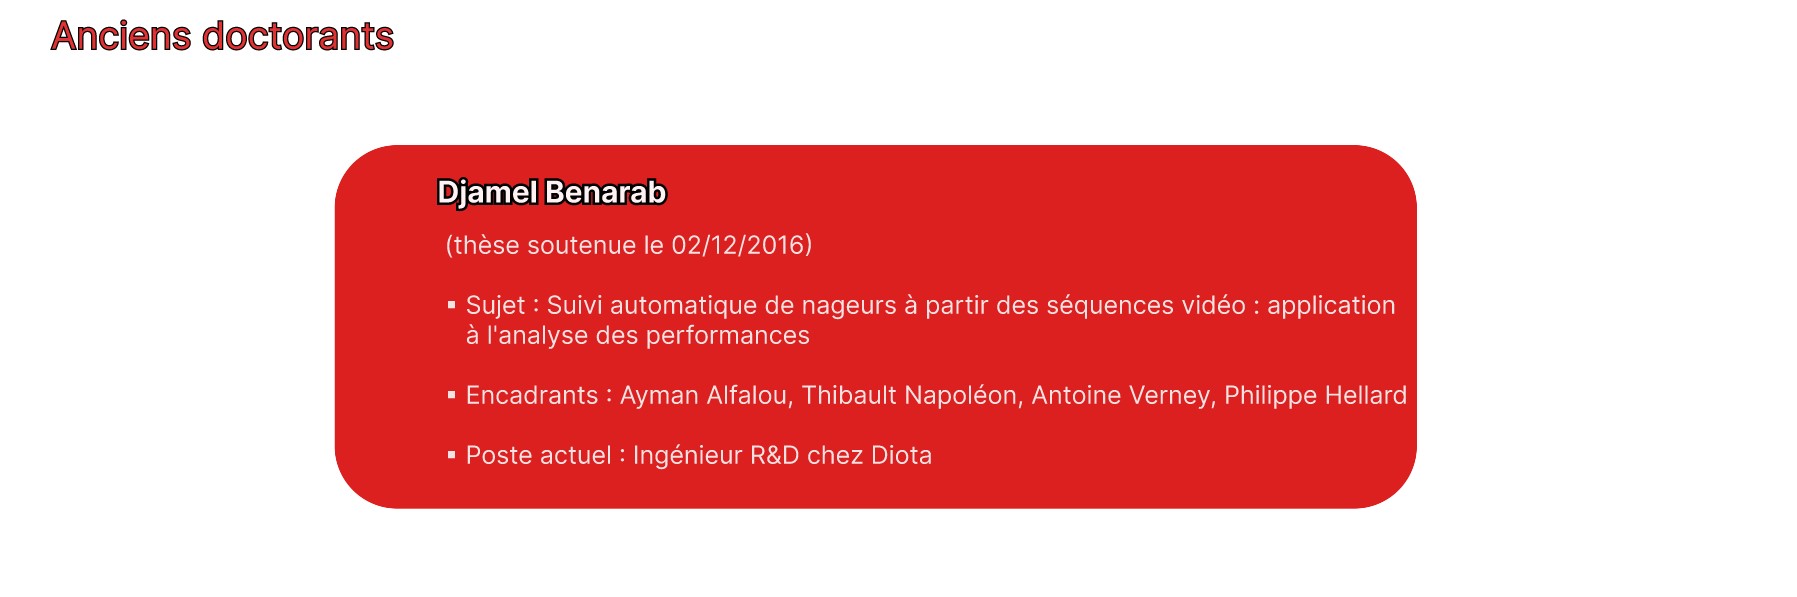 Anciens doctorants
Djamel Benarab
(thèse soutenue le 02/12/2016)
▪ Sujet : Suivi automatique de nageurs à partir des séquences vidéo : application
à l'analyse des performances
▪ Encadrants : Ayman Alfalou, Thibault Napoléon, Antoine Verney, Philippe Hellard
▪ Poste actuel : Ingénieur R&D chez Diota